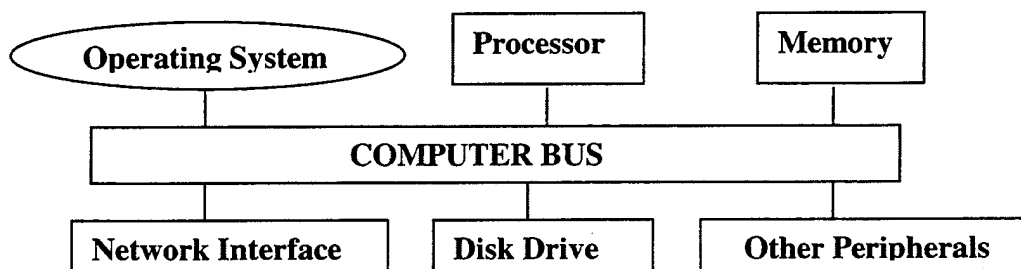 Operating System
Processor
Memory
COMPUTER BUS
Network Interface
Disk Drive
Other Peripherals